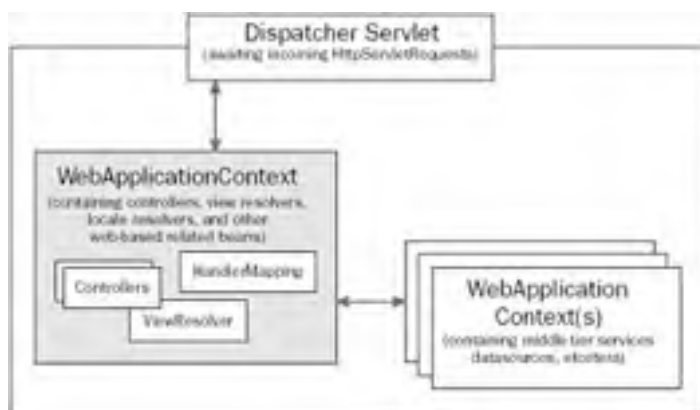 Dispatcher Servlet
(awaiting incoming HttpServletRequests)
WebApplicationContext
(containing controllers, view resolvers,
locale resolvers, and other
web-based related beams)
HandlerMapping
Controllers
ViewResolver
WebApplication
Context(s)
(containing middle tier services
datasources, etcetera)